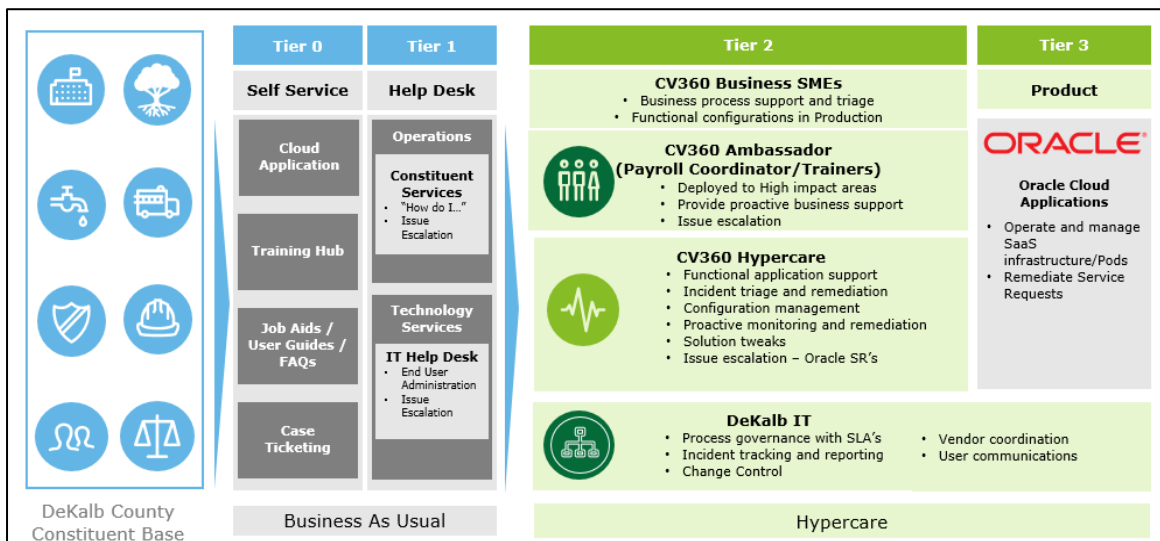 Tier 0
Tier 1
Tier 2
Tier 3
Self Service
Help Desk
CV360 Business SMEs
• Business process support and triage
• Functional configurations in Production
Product
Cloud
Application
Training Hub
Job Aids /
User Guides /
FAQs
Case
Ticketing
Operations
Constituent
Services
• "How do I…"
• Issue
Escalation
Technology
Services
IT Help Desk
• End User
Administration
• Issue
Escalation
CV360 Ambassador
(Payroll Coordinator/Trainers)
• Deployed to High impact areas
• Provide proactive business support
• Issue escalation
CV360 Hypercare
• Functional application support
• Incident triage and remediation
• Configuration management
• Proactive monitoring and remediation
• Solution tweaks
• Issue escalation – Oracle SR's
ORACLE®
Oracle Cloud
Applications
• Operate and manage
SaaS
infrastructure/Pods
• Remediate Service
Requests
DeKalb IT
• Process governance with SLA's
• Incident tracking and reporting
• Change Control
• Vendor coordination
• User communications
DeKalb County
Constituent Base
Business As Usual
Hypercare